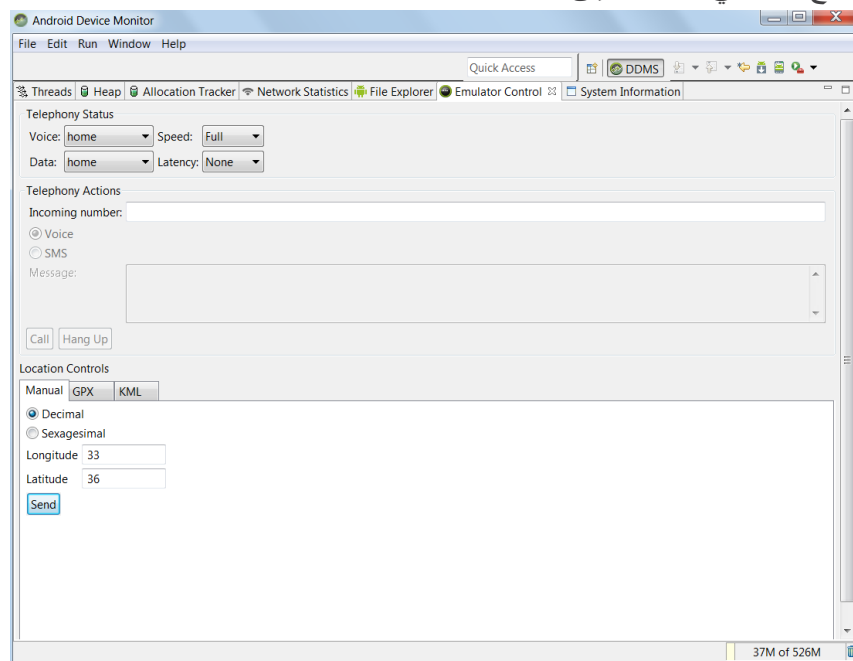 Android Device Monitor
File Edit Run Window Help
Quick Access DDMS
Threads Heap Allocation Tracker Network Statistics File Explorer Emulator Control System Information
Telephony Status
Voice: home Speed: Full
Data: home Latency: None
Telephony Actions
Incoming number:
Voice
SMS
Message:
Call Hang Up
Location Controls
Manual GPX KML
Decimal
Sexagesimal
Longitude 33
Latitude 36
Send
37M of 526M